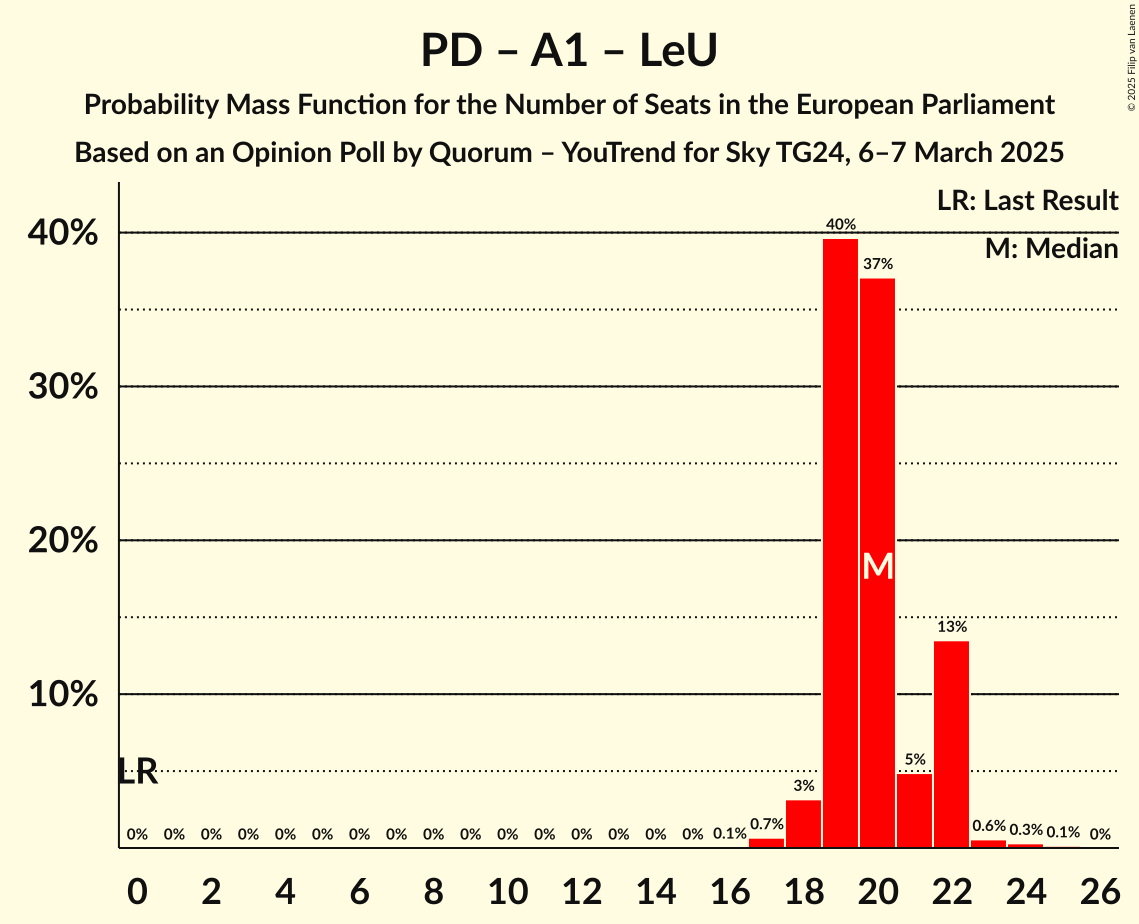 PD – A1 – LeU
Probability Mass Function for the Number of Seats in the European Parliament
Based on an Opinion Poll by Quorum – YouTrend for Sky TG24, 6–7 March 2025
© 2025 Filip van Laenen
LR: Last Result
M: Median
40%
30%
20%
10%
LR
M
0% 0% 0% 0% 0% 0% 0% 0% 0% 0% 0% 0% 0% 0% 0% 0% 0.1% 0.7% 3% 40% 37% 5% 13% 0.6% 0.3% 0.1% 0%
0 2 4 6 8 10 12 14 16 18 20 22 24 26